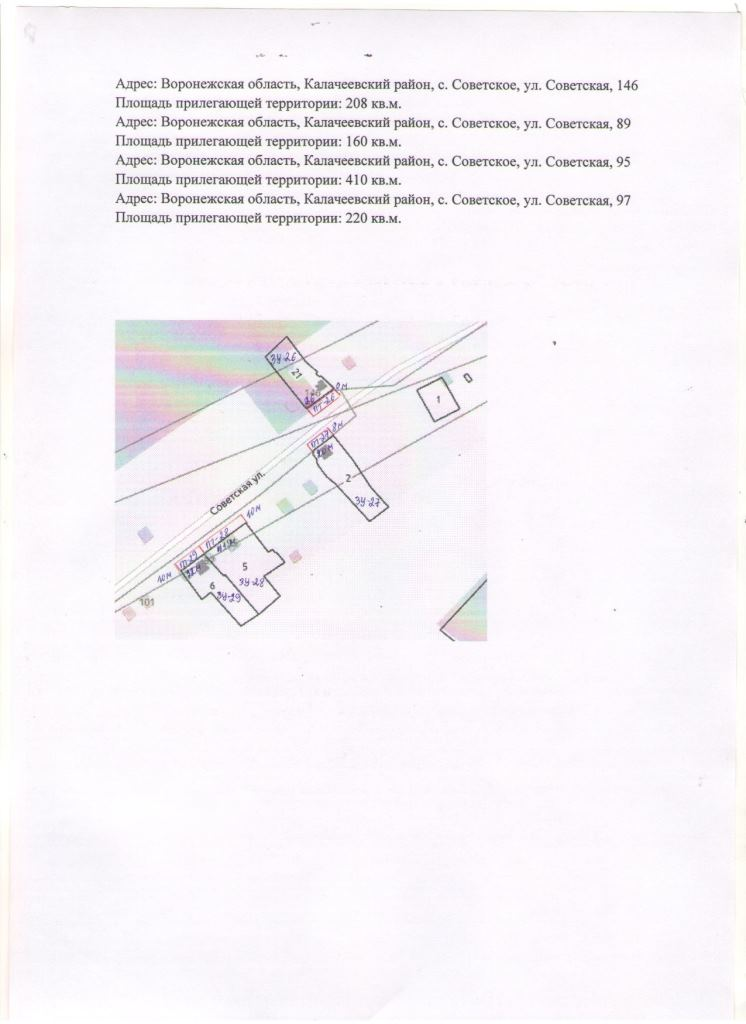 Адрес: Воронежская область, Калачеевский район, с. Советское, ул. Советская, 146
Площадь прилегающей территории: 208 кв.м.
Адрес: Воронежская область, Калачеевский район, с. Советское, ул. Советская, 89
Площадь прилегающей территории: 160 кв.м.
Адрес: Воронежская область, Калачеевский район, с. Советское, ул. Советская, 95
Площадь прилегающей территории: 410 кв.м.
Адрес: Воронежская область, Калачеевский район, с. Советское, ул. Советская, 97
Площадь прилегающей территории: 220 кв.м.
ЗУ-26
21
8м
ПТ-26
1
ПТ-27
8м
20м
2
ЗУ-27
Советская ул.
10м
ПТ-28
ПТ-29
10м
5
ЗУ-28
6
ЗУ-29
101